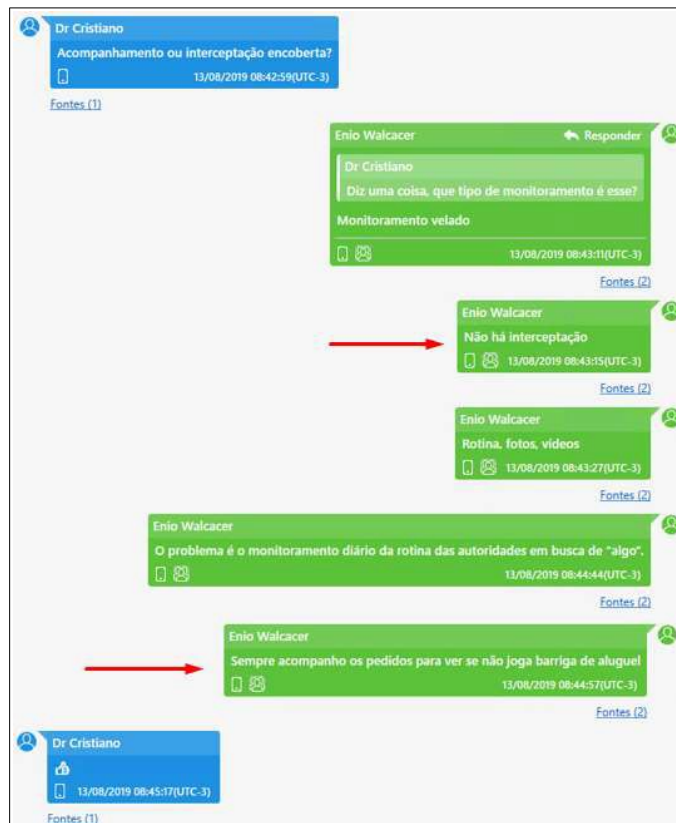 Dr Cristiano
Acompanhamento ou interceptação encoberta?
13/08/2019 08:42:59(UTC-3)
Fontes (1)
Enio Walcacer
Responder
Dr Cristiano
Diz uma coisa, que tipo de monitoramento é esse?
Monitoramento velado
13/08/2019 08:43:11(UTC-3)
Fontes (2)
Enio Walcacer
Não há interceptação
13/08/2019 08:43:15(UTC-3)
Fontes (2)
Enio Walcacer
Rotina. fotos, vídeos
13/08/2019 08:43:27(UTC-3)
Fontes (2)
Enio Walcacer
O problema é o monitoramento diário da rotina das autoridades em busca de "algo".
13/08/2019 08:44:44(UTC-3)
Fontes (2)
Enio Walcacer
Sempre acompanho os pedidos para ver se não joga barriga de aluguel
13/08/2019 08:44:57(UTC-3)
Fontes (2)
Dr Cristiano
👍
13/08/2019 08:45:17(UTC-3)
Fontes (1)